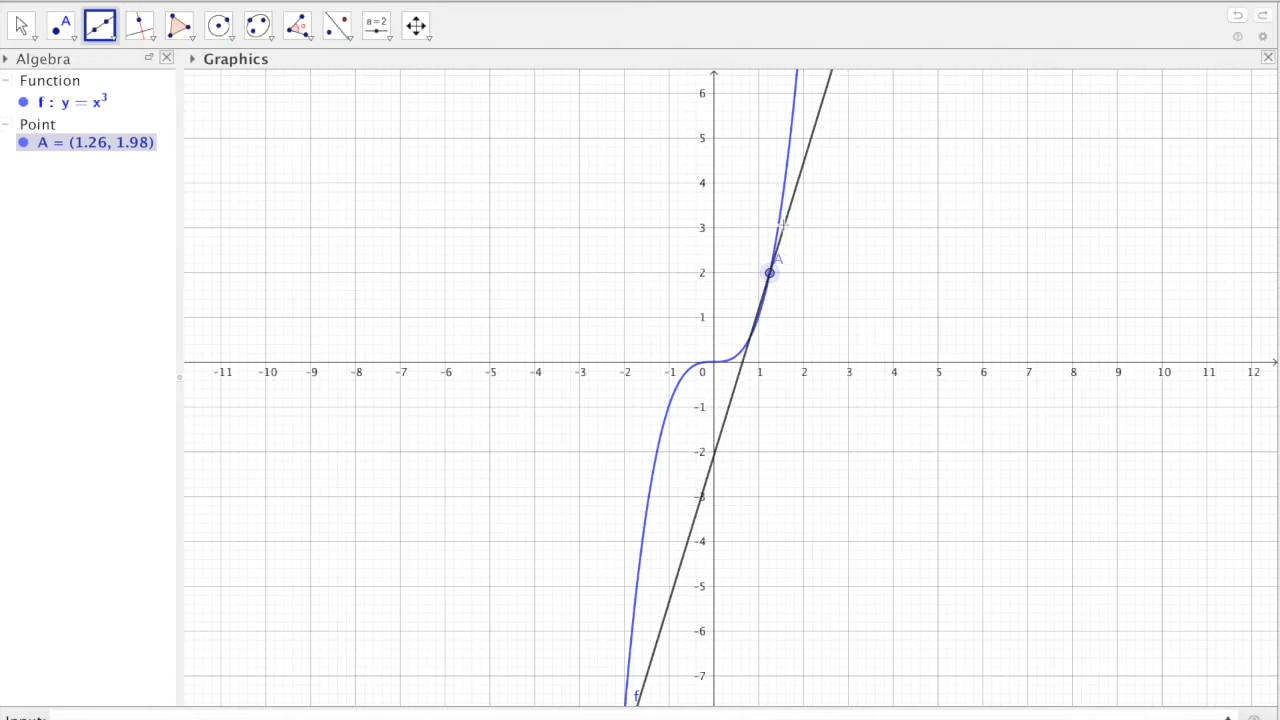 A
a=2
Algebra
Graphics
Function
f : y = x³
Point
A = (1.26, 1.98)
6
5
4
3
2
1
A
-11 -10 -9 -8 -7 -6 -5 -4 -3 -2 -1 0 1 2 3 4 5 6 7 8 9 10 11 12
-1
-2
-3
-4
-5
-6
-7
f